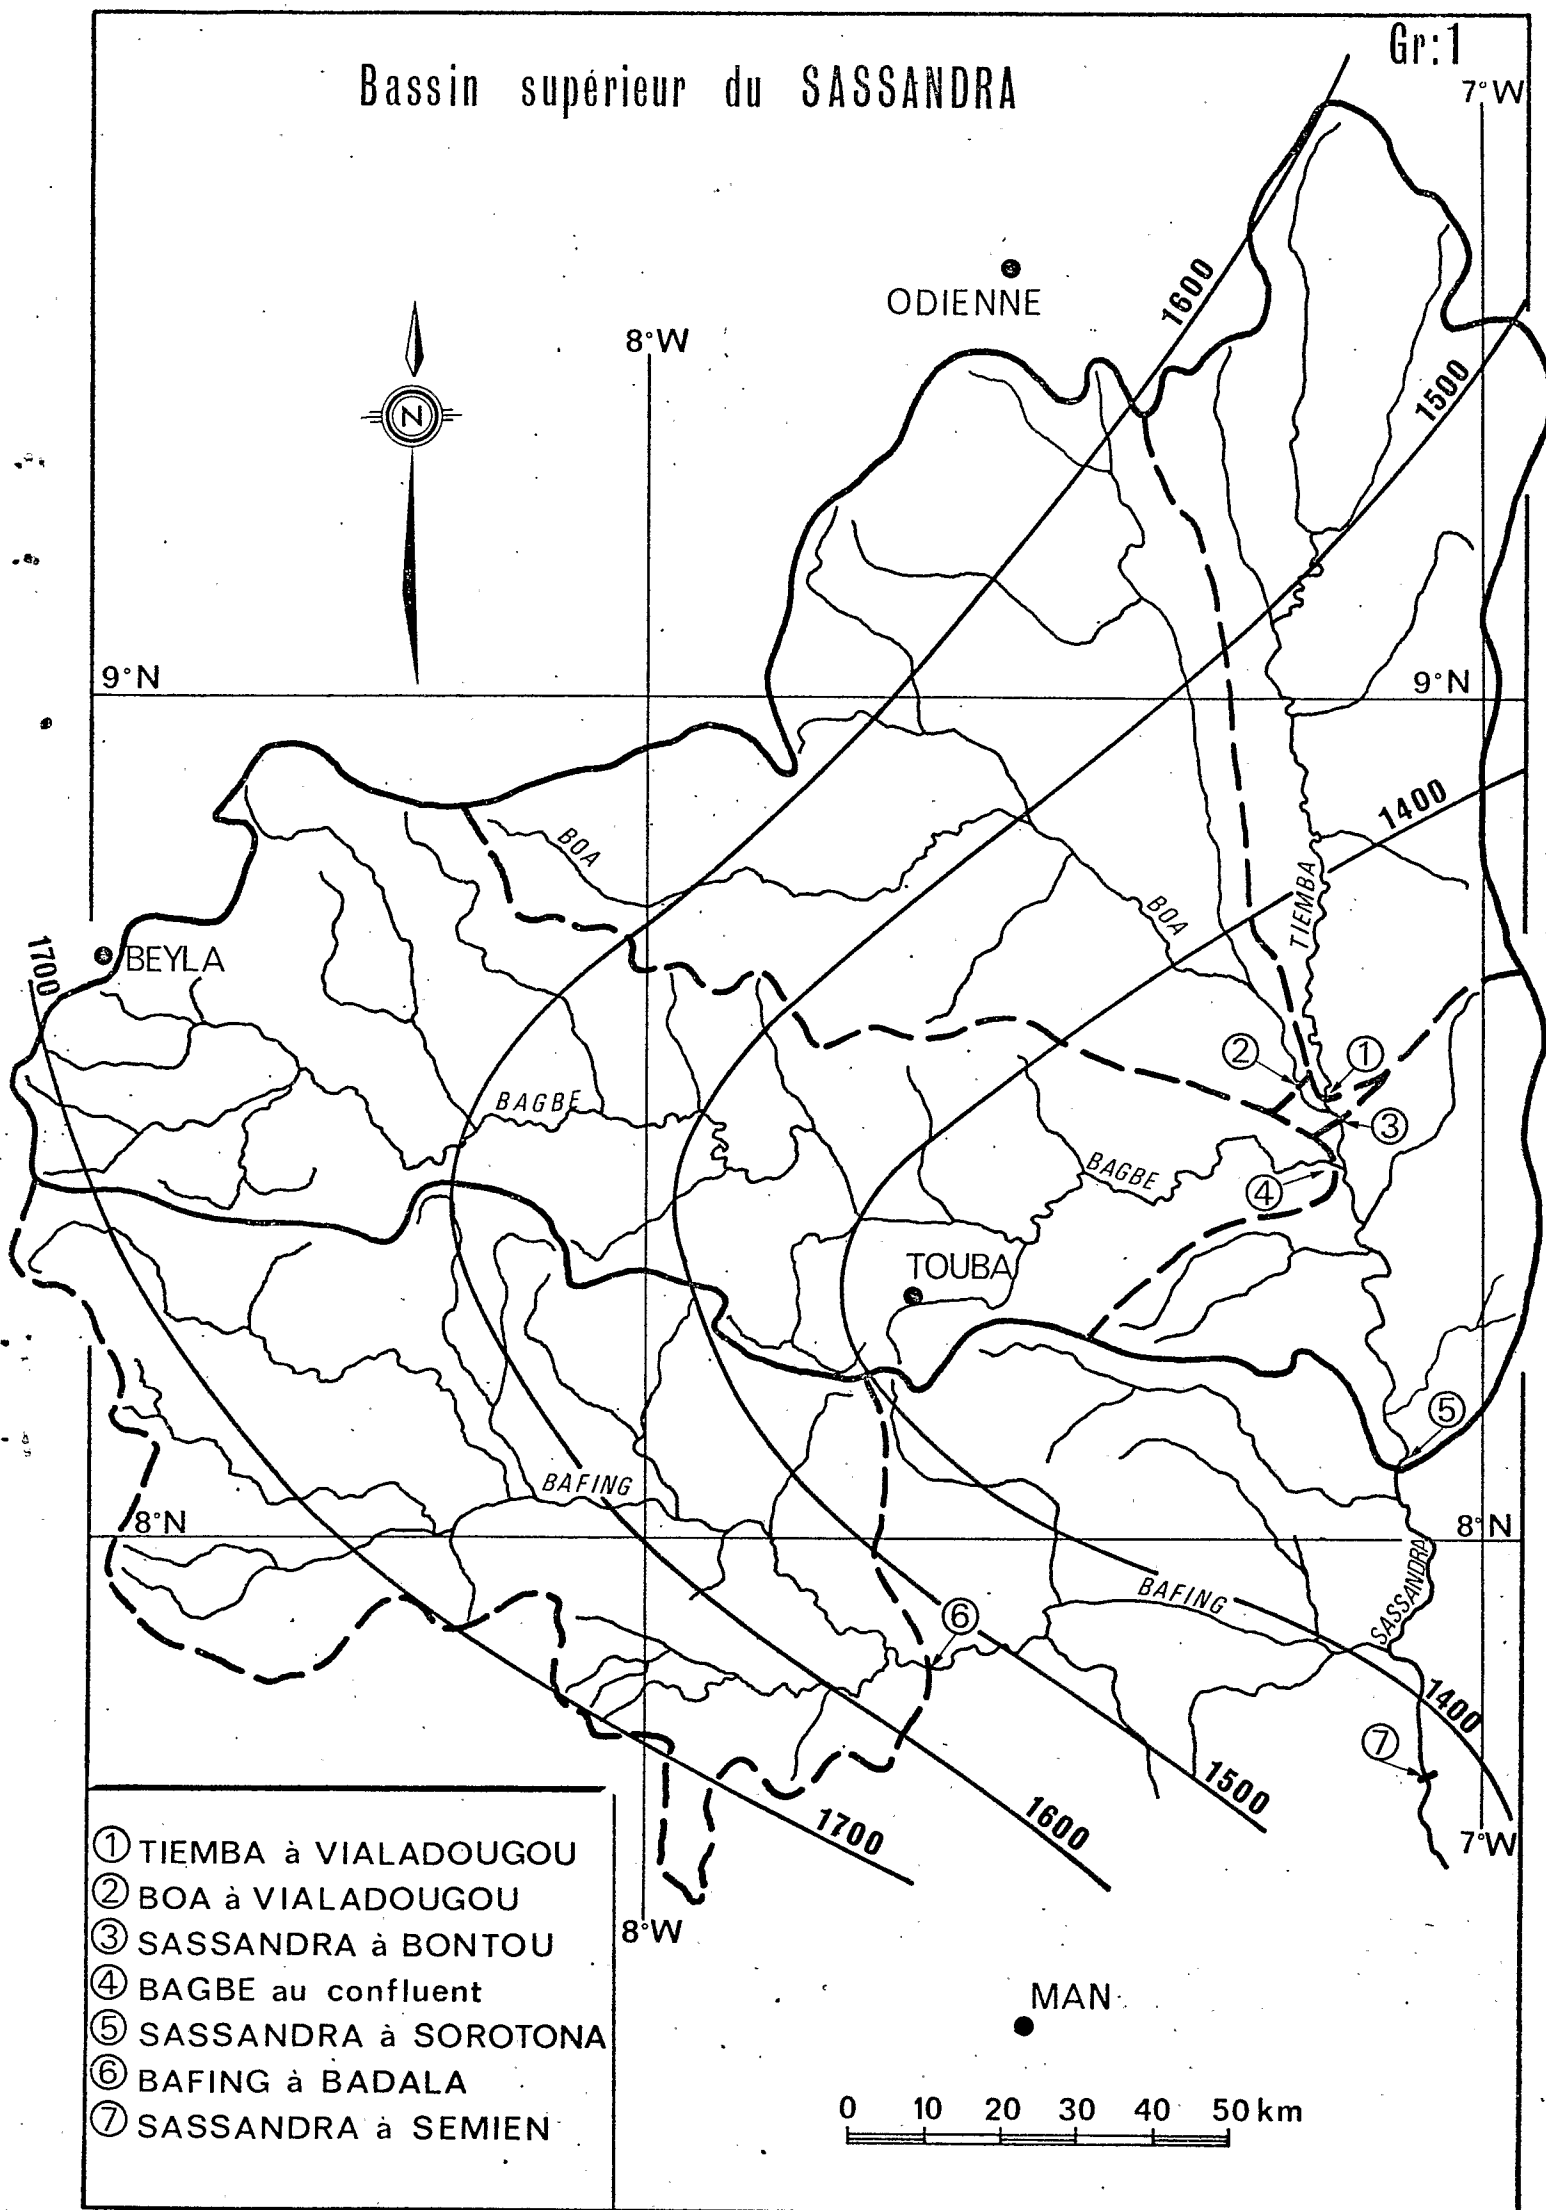 Gr:1
Bassin supérieur du SASSANDRA
7°W
ODIENNE
1600
8°W
1500
N
9°N
9°N
1400
BOA
TIEMBA
BOA
1700
BEYLA
②
①
BAGBE
③
BAGBE
④
TOUBA
⑤
BAFING
8°N
8°N
SASSANDRA
BAFING
⑥
1400
⑦
1500
1600
1700
7°W
8°W
① TIEMBA à VIALADOUGOU
② BOA à VIALADOUGOU
③ SASSANDRA à BONTOU
④ BAGBE au confluent
⑤ SASSANDRA à SOROTONA
⑥ BAFING à BADALA
⑦ SASSANDRA à SEMIEN
MAN
0 10 20 30 40 50 km